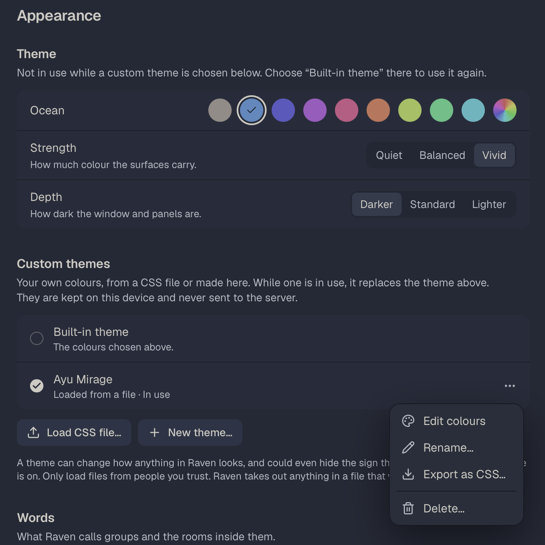 Appearance
Theme
Not in use while a custom theme is chosen below. Choose “Built-in theme” there to use it again.
Ocean
Strength
How much colour the surfaces carry.
Quiet
Balanced
Vivid
Depth
How dark the window and panels are.
Darker
Standard
Lighter
Custom themes
Your own colours, from a CSS file or made here. While one is in use, it replaces the theme above.
They are kept on this device and never sent to the server.
Built-in theme
The colours chosen above.
Ayu Mirage
Loaded from a file · In use
Load CSS file…
New theme…
A theme can change how anything in Raven looks, and could even hide the sign
is on. Only load files from people you trust. Raven takes out anything in a file that
Edit colours
Rename…
Export as CSS…
Delete…
Words
What Raven calls groups and the rooms inside them.